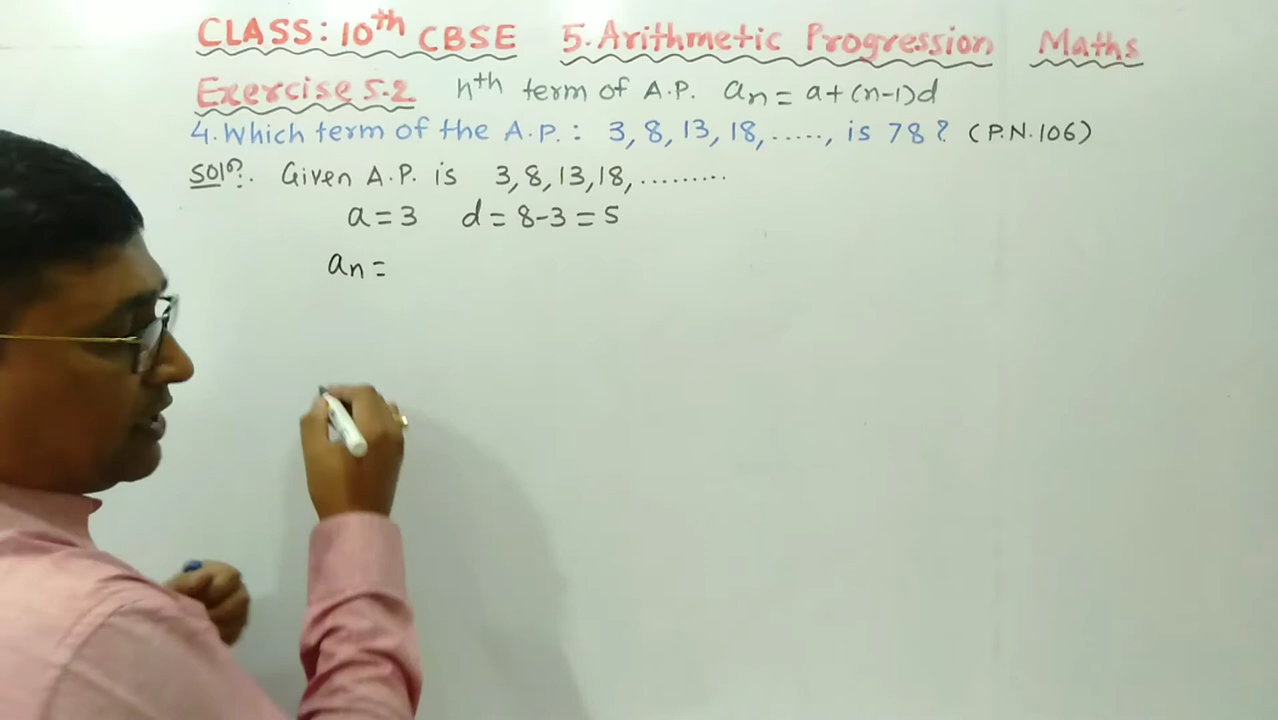 CLASS: 10th CBSE 5. Arithmetic Progression Maths
Exercise 5.2 nth term of A.P. an = a+(n-1)d
4. Which term of the A.P.: 3, 8, 13, 18, ....., is 78? (P.N.106)
Soln. Given A.P. is 3, 8, 13, 18, .........
a = 3 d = 8-3 = 5
an =